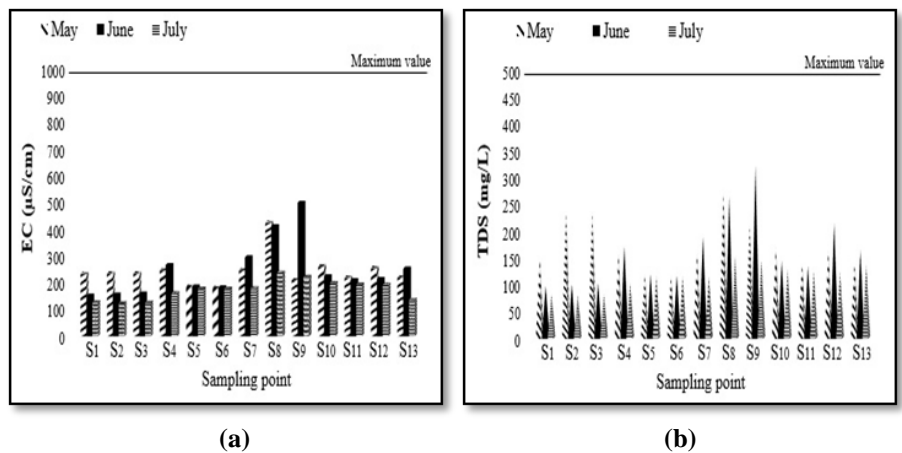 May June July
Maximum value
1000
900
800
700
600
500
400
300
200
100
0
EC (µS/cm)
S1 S2 S3 S4 S5 S6 S7 S8 S9 S10 S11 S12 S13
Sampling point
(a)
May June July
Maximum value
500
450
400
350
300
250
200
150
100
50
0
TDS (mg/L)
S1 S2 S3 S4 S5 S6 S7 S8 S9 S10 S11 S12 S13
Sampling point
(b)